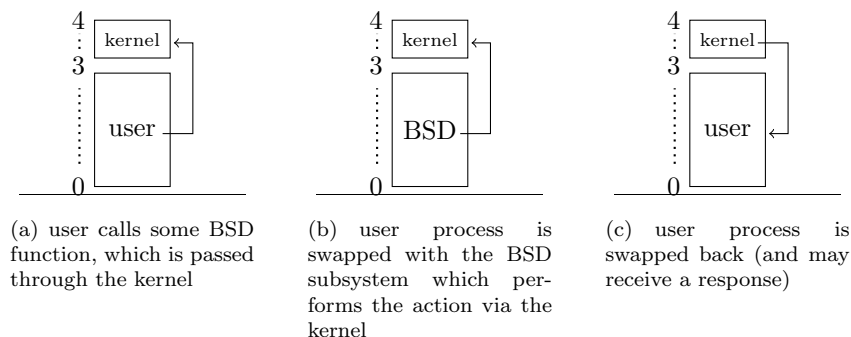 4
kernel
3
user
0
(a) user calls some BSD
function, which is passed
through the kernel
4
kernel
3
BSD
0
(b) user process is
swapped with the BSD
subsystem which per-
forms the action via the
kernel
4
kernel
3
user
0
(c) user process is
swapped back (and may
receive a response)